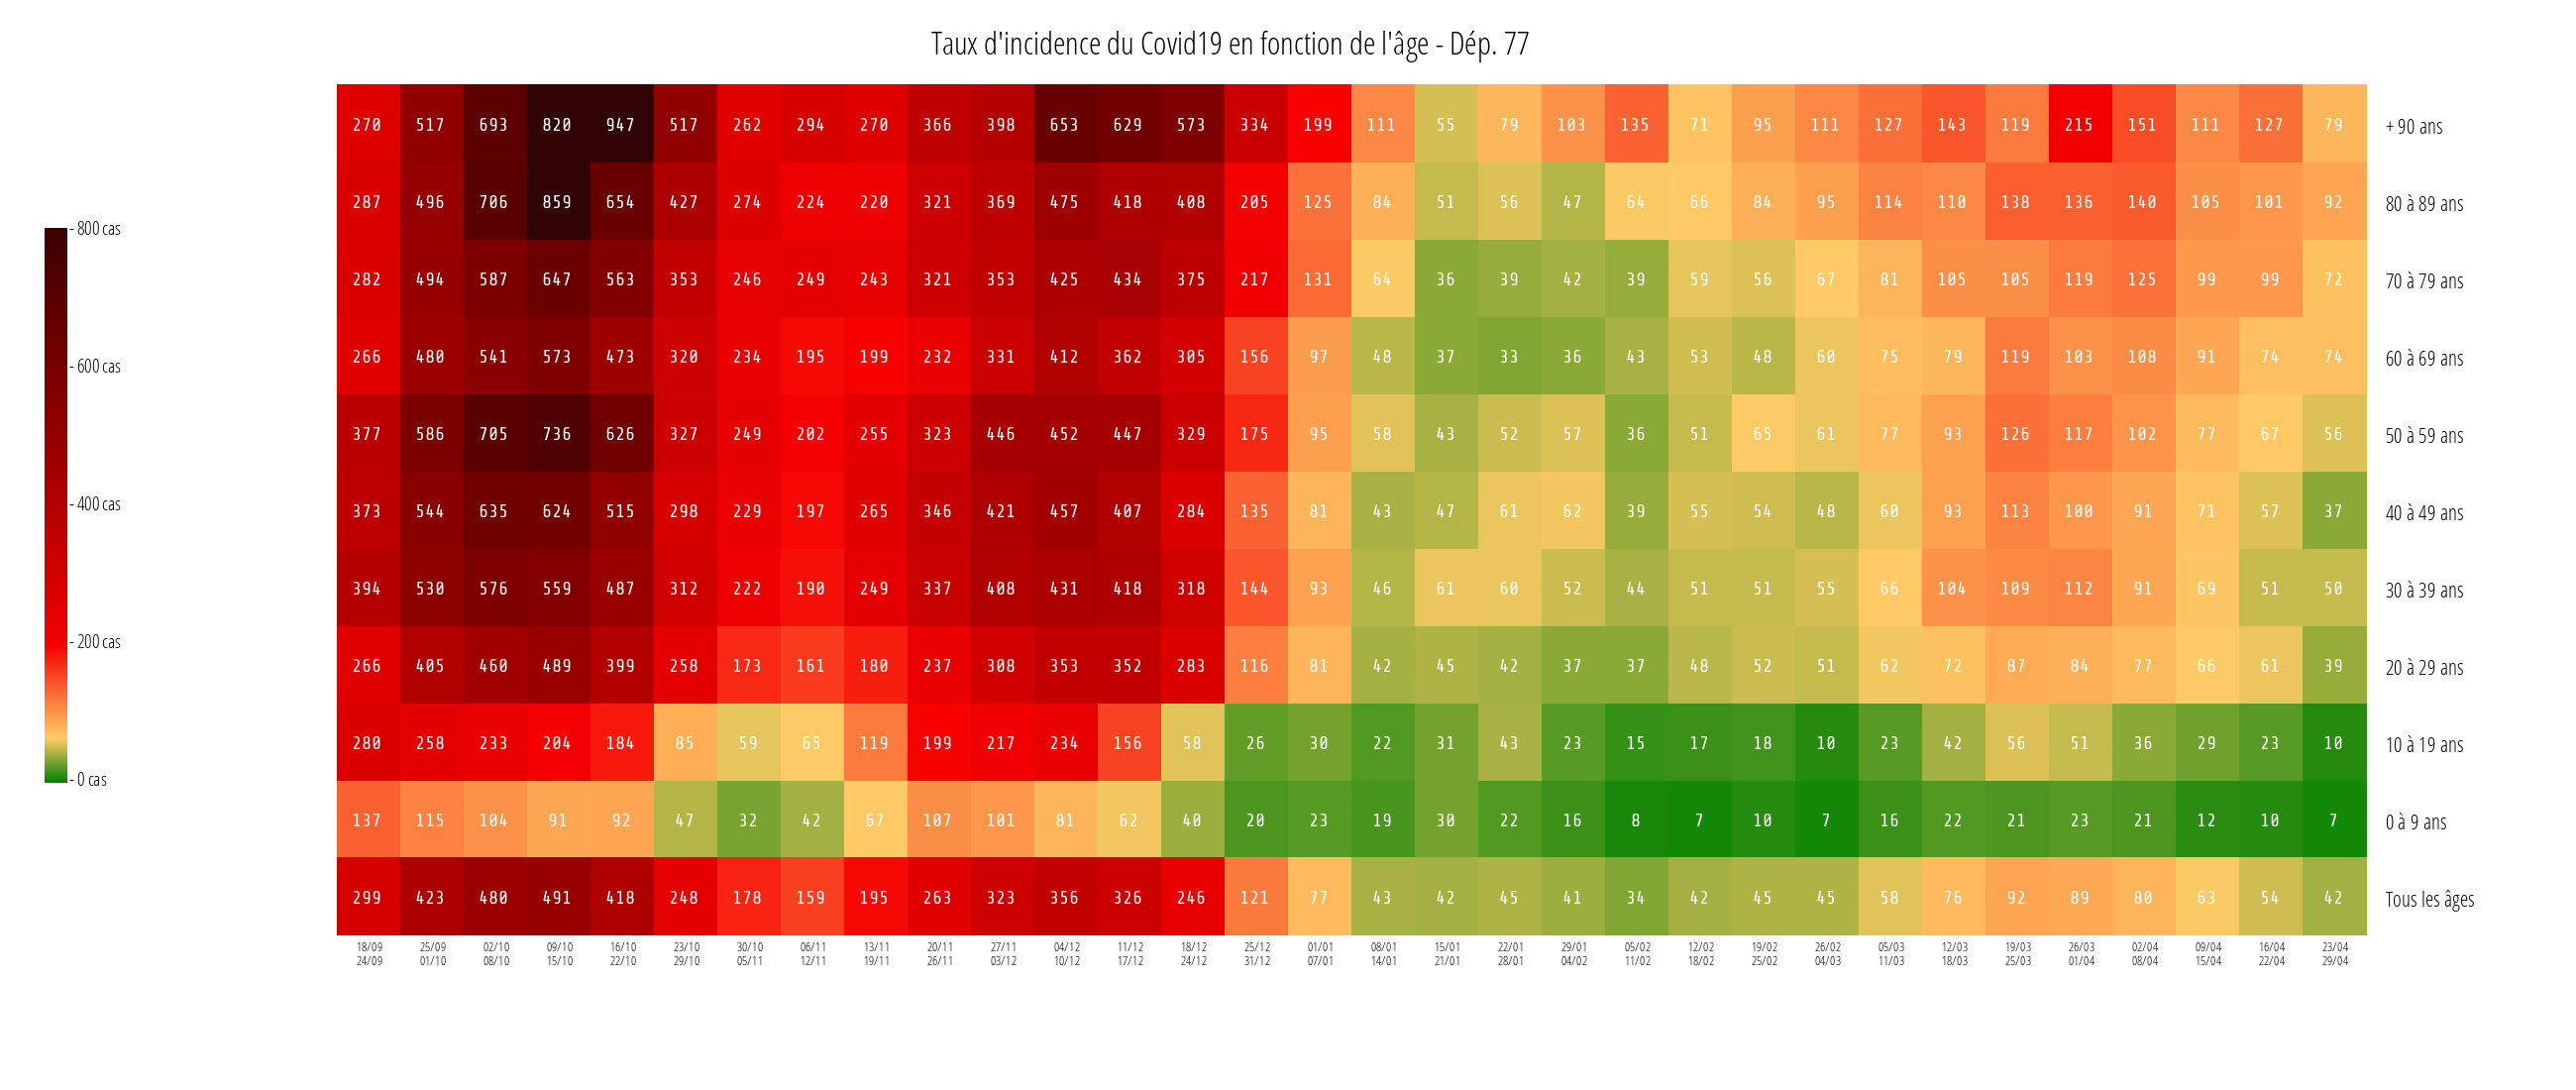 Taux d'incidence du Covid19 en fonction de l'âge - Dép. 77
270 517 693 820 947 517 262 294 270 366 398 653 629 573 334 199 111 55 79 103 135 71 95 111 127 143 119 215 151 111 127 79 + 90 ans
287 496 706 859 654 427 274 224 220 321 369 475 418 408 205 125 84 51 56 47 64 66 84 95 114 110 138 136 140 105 101 92 80 à 89 ans
- 800 cas
282 494 587 647 563 353 246 249 243 321 353 425 434 375 217 131 64 36 39 42 39 59 56 67 81 105 105 119 125 99 99 72 70 à 79 ans
266 480 541 573 473 320 234 195 199 232 331 412 362 305 156 97 48 37 33 36 43 53 48 60 75 79 119 103 108 91 74 74 60 à 69 ans
- 600 cas
377 586 705 736 626 327 249 202 255 323 446 452 447 329 175 95 58 43 52 57 36 51 65 61 77 93 126 117 102 77 67 56 50 à 59 ans
- 400 cas
373 544 635 624 515 298 229 197 265 346 421 457 407 284 135 81 43 47 61 62 39 55 54 48 60 93 113 100 91 71 57 37 40 à 49 ans
394 530 576 559 487 312 222 190 249 337 408 431 418 318 144 93 46 61 60 52 44 51 51 55 66 104 109 112 91 69 51 50 30 à 39 ans
- 200 cas
266 405 460 489 399 258 173 161 180 237 308 353 352 283 116 81 42 45 42 37 37 48 52 51 62 72 87 84 77 66 61 39 20 à 29 ans
280 258 233 204 184 85 59 65 119 199 217 234 156 58 26 30 22 31 43 23 15 17 18 10 23 42 56 51 36 29 23 10 10 à 19 ans
- 0 cas
137 115 104 91 92 47 32 42 67 107 101 81 62 40 20 23 19 30 22 16 8 7 10 7 16 22 21 23 21 12 10 7 0 à 9 ans
299 423 480 491 418 248 178 159 195 263 323 356 326 246 121 77 43 42 45 41 34 42 45 45 58 76 92 89 80 63 54 42 Tous les âges
18/09 25/09 02/10 09/10 16/10 23/10 30/10 06/11 13/11 20/11 27/11 04/12 11/12 18/12 25/12 01/01 08/01 15/01 22/01 29/01 05/02 12/02 19/02 26/02 05/03 12/03 19/03 26/03 02/04 09/04 16/04 23/04
24/09 01/10 08/10 15/10 22/10 29/10 05/11 12/11 19/11 26/11 03/12 10/12 17/12 24/12 31/12 07/01 14/01 21/01 28/01 04/02 11/02 18/02 25/02 04/03 11/03 18/03 25/03 01/04 08/04 15/04 22/04 29/04